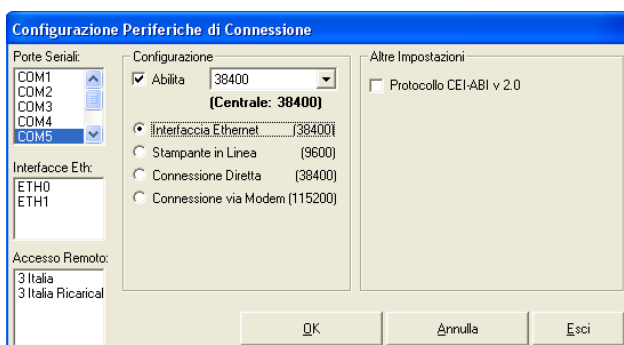 Configurazione Periferiche di Connessione
Porte Seriali:
COM1
COM2
COM3
COM4
COM5
Interfacce Eth:
ETH0
ETH1
Accesso Remoto:
3 Italia
3 Italia Ricarical
Configurazione
Abilita 38400
(Centrale: 38400)
Interfaccia Ethernet (38400)
Stampante in Linea (9600)
Connessione Diretta (38400)
Connessione via Modem (115200)
Altre Impostazioni
Protocollo CEI-ABI v 2.0
OK Annulla Esci